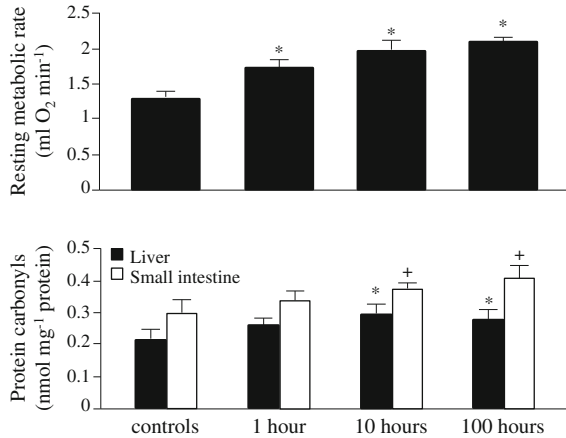 Resting metabolic rate
(ml O₂ min⁻¹)
2.5
2
1.5
1
0.5
0
*
*
*
Protein carbonyls
(nmol mg⁻¹ protein)
0.5
0.4
0.3
0.2
0.1
0
Liver
Small intestine
*
+
*
+
controls
1 hour
10 hours
100 hours